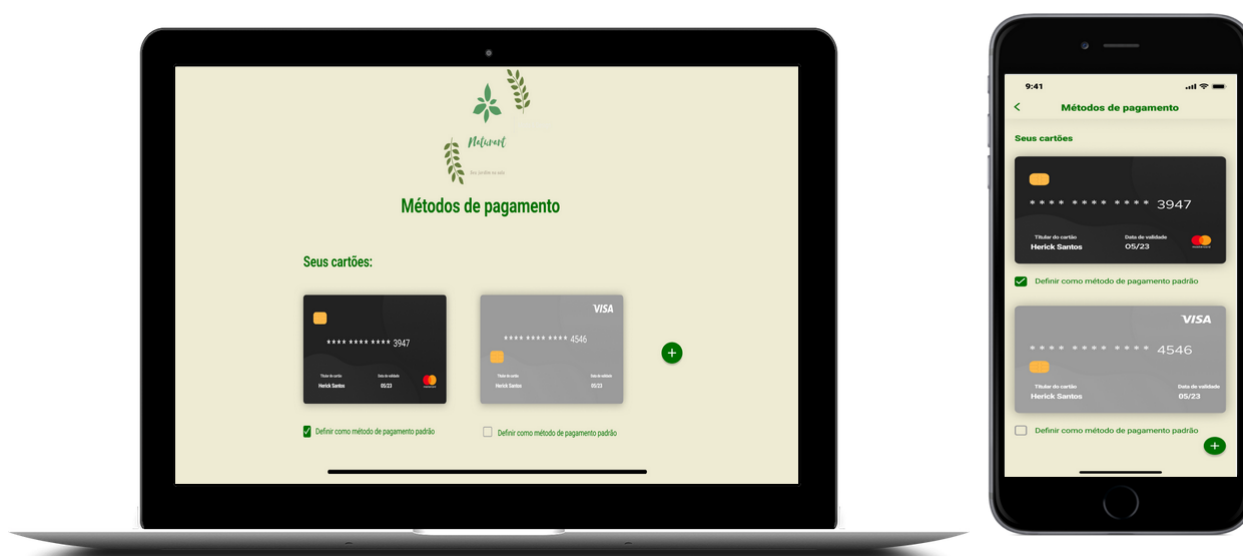 Naturart
Métodos de pagamento
Seus cartões:
**** **** **** 3947
Titular do cartão Data de validade
Herick Santos 05/23
VISA
**** **** **** 4546
Titular do cartão Data de validade
Herick Santos 05/23
Definir como método de pagamento padrão
Definir como método de pagamento padrão
9:41
Métodos de pagamento
Seus cartões
**** **** **** 3947
Titular do cartão Data de validade
Herick Santos 05/23
Definir como método de pagamento padrão
VISA
**** **** **** 4546
Titular do cartão Data de validade
Herick Santos 05/23
Definir como método de pagamento padrão